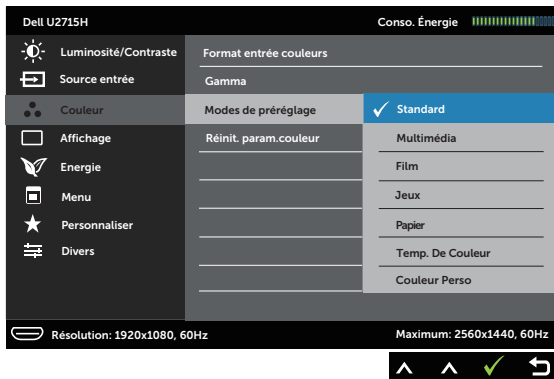 Dell U2715H
Conso. Énergie
Luminosité/Contraste
Source entrée
Couleur
Affichage
Energie
Menu
Personnaliser
Divers
Format entrée couleurs
Gamma
Modes de préréglage
Réinit. param.couleur
Standard
Multimédia
Film
Jeux
Papier
Temp. De Couleur
Couleur Perso
Résolution: 1920x1080, 60Hz
Maximum: 2560x1440, 60Hz